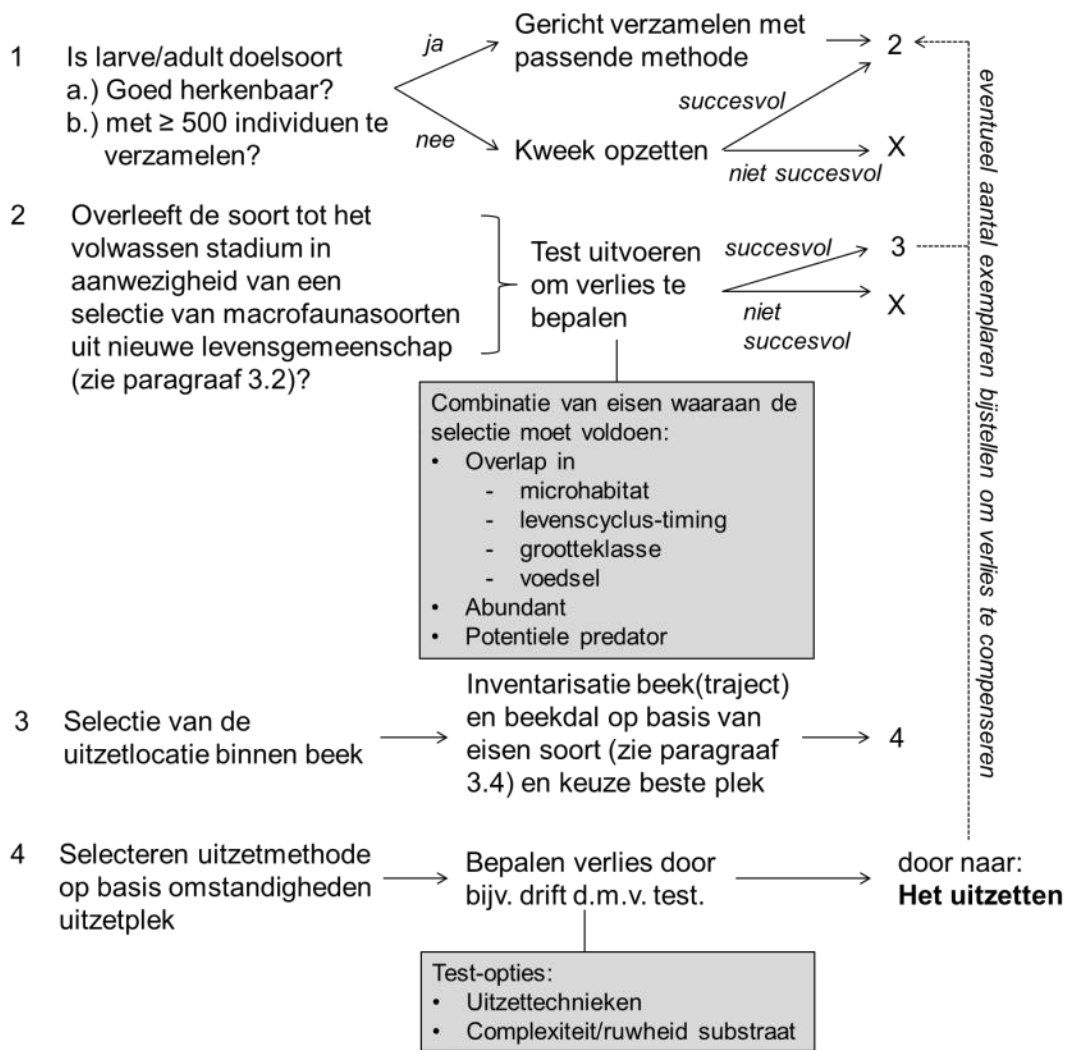 1 Is larve/adult doelsoort
a.) Goed herkenbaar?
b.) met ≥ 500 individuen te
verzamelen?
ja
nee
Gericht verzamelen met
passende methode
2
succesvol
Kweek opzetten
X
niet succesvol
2 Overleeft de soort tot het
volwassen stadium in
aanwezigheid van een
selectie van macrofaunasoorten
uit nieuwe levensgemeenschap
(zie paragraaf 3.2)?
Test uitvoeren
om verlies te
bepalen
succesvol
3
X
niet
succesvol
Combinatie van eisen waaraan de
selectie moet voldoen:
• Overlap in
- microhabitat
- levenscyclus-timing
- grootteklasse
- voedsel
• Abundant
• Potentiele predator
3 Selectie van de
uitzetlocatie binnen beek
Inventarisatie beek(traject)
en beekdal op basis van
eisen soort (zie paragraaf
3.4) en keuze beste plek
4
4 Selecteren uitzetmethode
op basis omstandigheden
uitzetplek
Bepalen verlies door
bijv. drift d.m.v. test.
door naar:
Het uitzetten
Test-opties:
• Uitzettechnieken
• Complexiteit/ruwheid substraat
eventueel aantal exemplaren bijstellen om verlies te compenseren